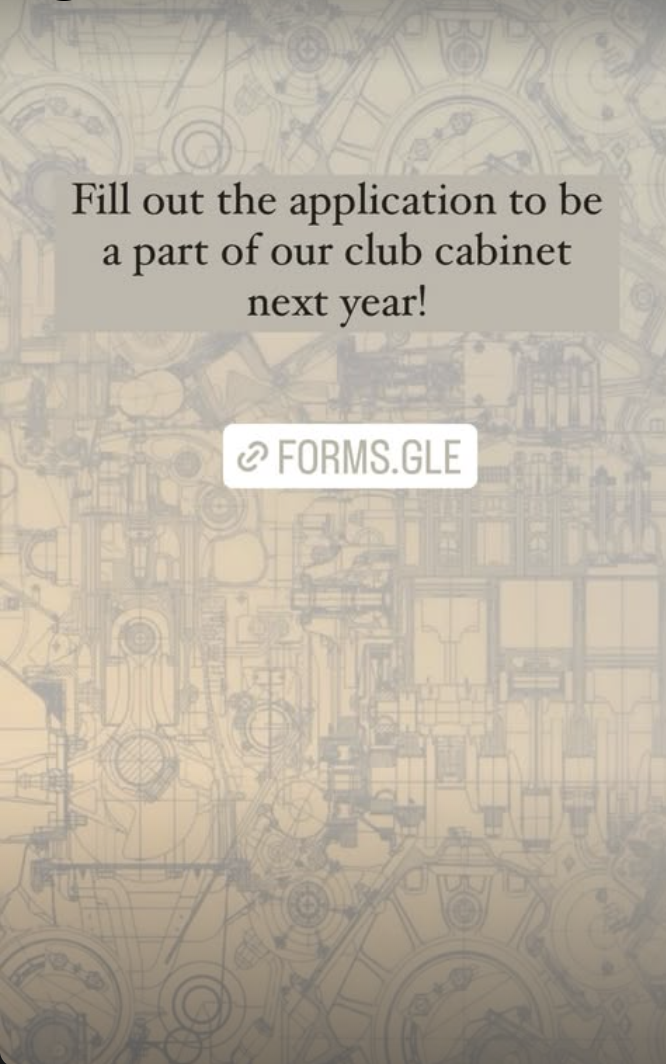 Fill out the application to be
a part of our club cabinet
next year!
FORMS.GLE